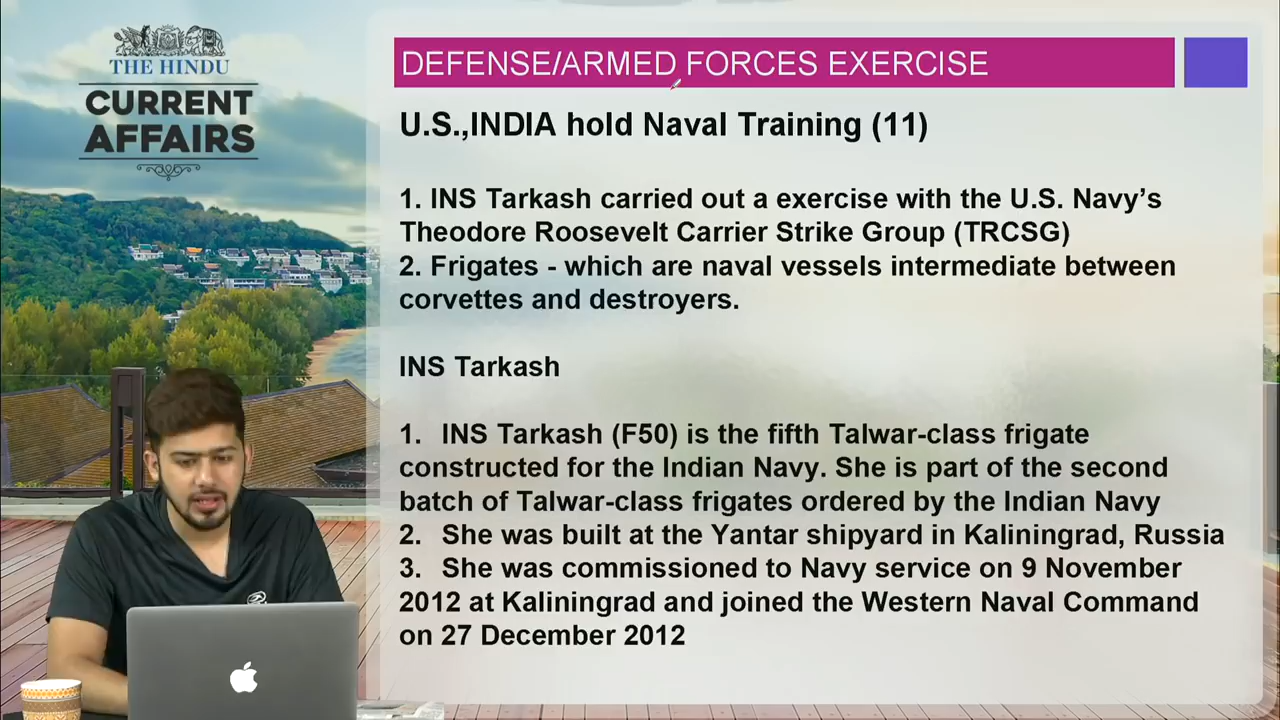 THE HINDU
CURRENT
AFFAIRS
DEFENSE/ARMED FORCES EXERCISE
U.S.,INDIA hold Naval Training (11)
1. INS Tarkash carried out a exercise with the U.S. Navy’s
Theodore Roosevelt Carrier Strike Group (TRCSG)
2. Frigates - which are naval vessels intermediate between
corvettes and destroyers.
INS Tarkash
1. INS Tarkash (F50) is the fifth Talwar-class frigate
constructed for the Indian Navy. She is part of the second
batch of Talwar-class frigates ordered by the Indian Navy
2. She was built at the Yantar shipyard in Kaliningrad, Russia
3. She was commissioned to Navy service on 9 November
2012 at Kaliningrad and joined the Western Naval Command
on 27 December 2012